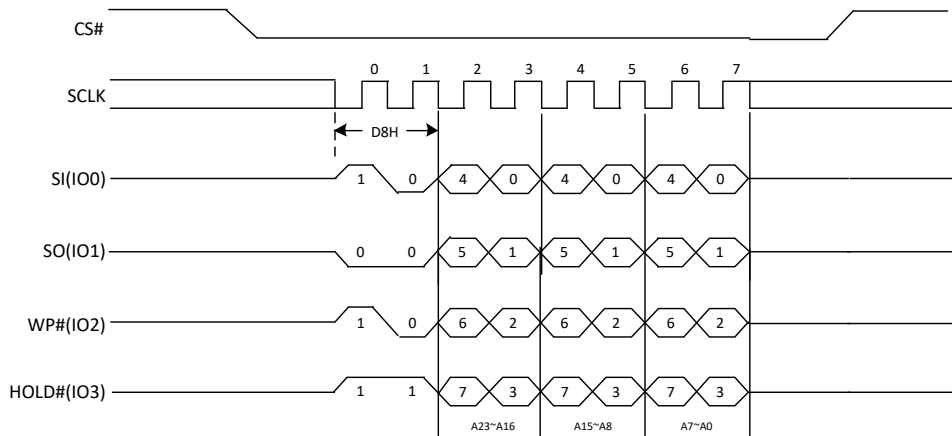 CS#
0 1 2 3 4 5 6 7
SCLK
D8H
SI(IO0) 1 0 4 0 4 0 4 0
SO(IO1) 0 0 5 1 5 1 5 1
WP#(IO2) 1 0 6 2 6 2 6 2
HOLD#(IO3) 1 1 7 3 7 3 7 3
A23~A16 A15~A8 A7~A0